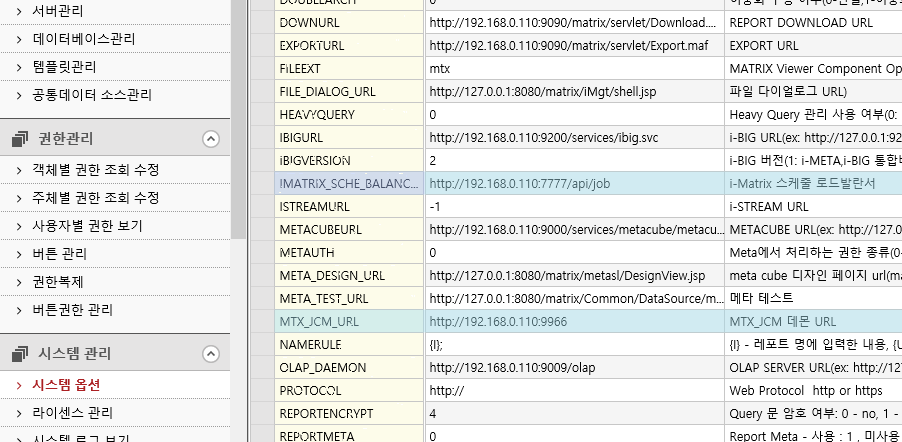 서버관리
데이터베이스관리
템플릿관리
공통데이터 소스관리
권한관리
객체별 권한 조회 수정
주체별 권한 조회 수정
사용자별 권한 보기
버튼 관리
권한복제
버튼권한 관리
시스템 관리
시스템 옵션
라이센스 관리
시스템 로그 보기
DOWNURL http://192.168.0.110:9090/matrix/servlet/Download.... REPORT DOWNLOAD URL
EXPORTURL http://192.168.0.110:9090/matrix/servlet/Export.maf EXPORT URL
FiLEEXT mtx MATRIX Viewer Component Op
FILE_DIALOG_URL http://127.0.0.1:8080/matrix/iMgt/shell.jsp 파일 다이얼로그 URL)
HEAVYQUERY 0 Heavy Query 관리 사용 여부(0:
IBIGURL http://192.168.0.110:9200/services/ibig.svc i-BIG URL(ex: http://127.0.0.1:92
iBIGVERSION 2 i-BIG 버전(1: i-META,i-BIG 통합버
IMATRIX_SCHE_BALANC... http://192.168.0.110:7777/api/job i-Matrix 스케줄 로드발란서
ISTREAMURL -1 i-STREAM URL
METACUBEURL http://192.168.0.110:9000/services/metacube/metacu... METACUBE URL(ex: http://127.0
METAUTH 0 Meta에서 처리하는 권한 종류(0-
META_DESIGN_URL http://127.0.0.1:8080/matrix/metasl/DesignView.jsp meta cube 디자인 페이지 url(ma
META_TEST_URL http://127.0.0.1:8080/matrix/Common/DataSource/m... 메타 테스트
MTX_JCM_URL http://192.168.0.110:9966 MTX_JCM 데몬 URL
NAMERULE {I}; {I} - 레포트 명에 입력한 내용, {U
OLAP_DAEMON http://192.168.0.110:9009/olap OLAP SERVER URL(ex: http://127
PROTOCOL http:// Web Protocol http or https
REPORTENCRYPT 4 Query 문 암호 여부: 0 - no, 1 -
REPORTMETA 0 Report Meta - 사용 : 1 , 미사용